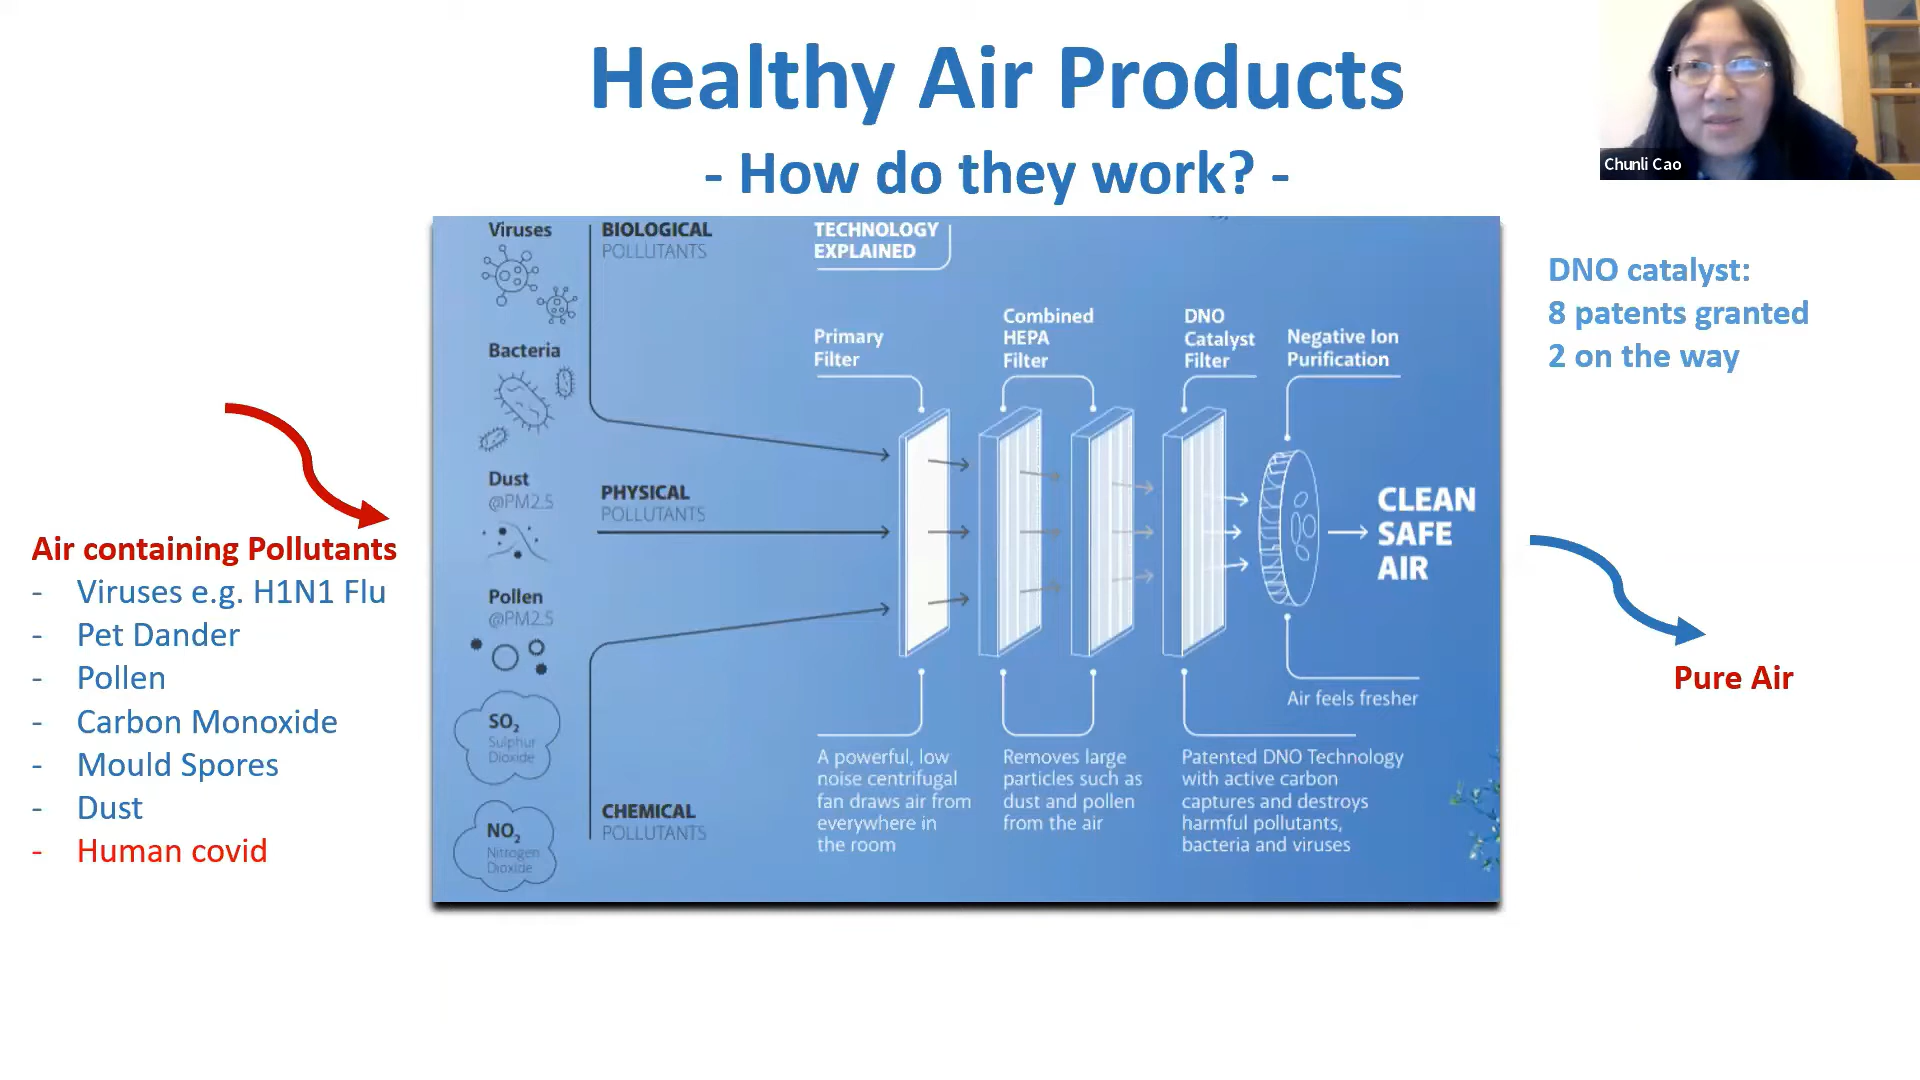 Healthy Air Products
- How do they work? -
Chunli Cao
DNO catalyst:
8 patents granted
2 on the way
Air containing Pollutants
- Viruses e.g. H1N1 Flu
- Pet Dander
- Pollen
- Carbon Monoxide
- Mould Spores
- Dust
- Human covid
Viruses
Bacteria
Dust
@PM2.5
Pollen
@PM2.5
SO2
Sulphur
Dioxide
NO2
Nitrogen
Dioxide
BIOLOGICAL
POLLUTANTS
PHYSICAL
POLLUTANTS
CHEMICAL
POLLUTANTS
TECHNOLOGY
EXPLAINED
Primary
Filter
Combined
HEPA
Filter
DNO
Catalyst
Filter
Negative Ion
Purification
CLEAN
SAFE
AIR
A powerful, low
noise centrifugal
fan draws air from
everywhere in
the room
Removes large
particles such as
dust and pollen
from the air
Patented DNO Technology
with active carbon
captures and destroys
harmful pollutants,
bacteria and viruses
Air feels fresher
Pure Air